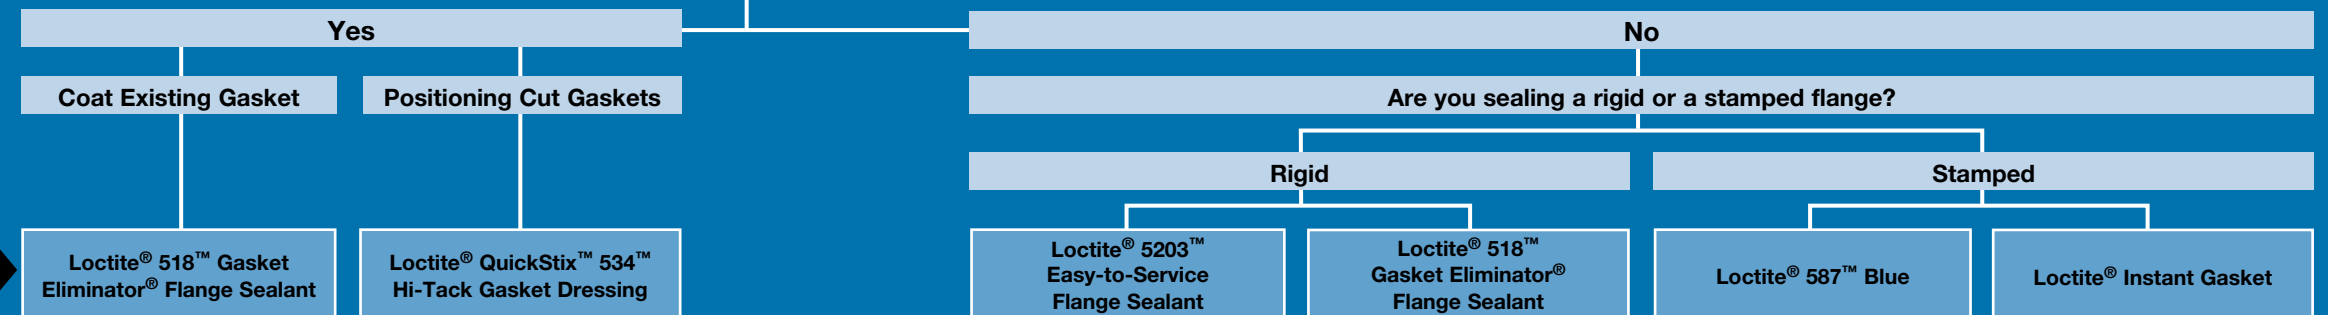 Yes
No
Coat Existing Gasket
Positioning Cut Gaskets
Are you sealing a rigid or a stamped flange?
Rigid
Stamped
Loctite® 518™ Gasket
Eliminator® Flange Sealant
Loctite® QuickStix™ 534™
Hi-Tack Gasket Dressing
Loctite® 5203™
Easy-to-Service
Flange Sealant
Loctite® 518™
Gasket Eliminator®
Flange Sealant
Loctite® 587™ Blue
Loctite® Instant Gasket